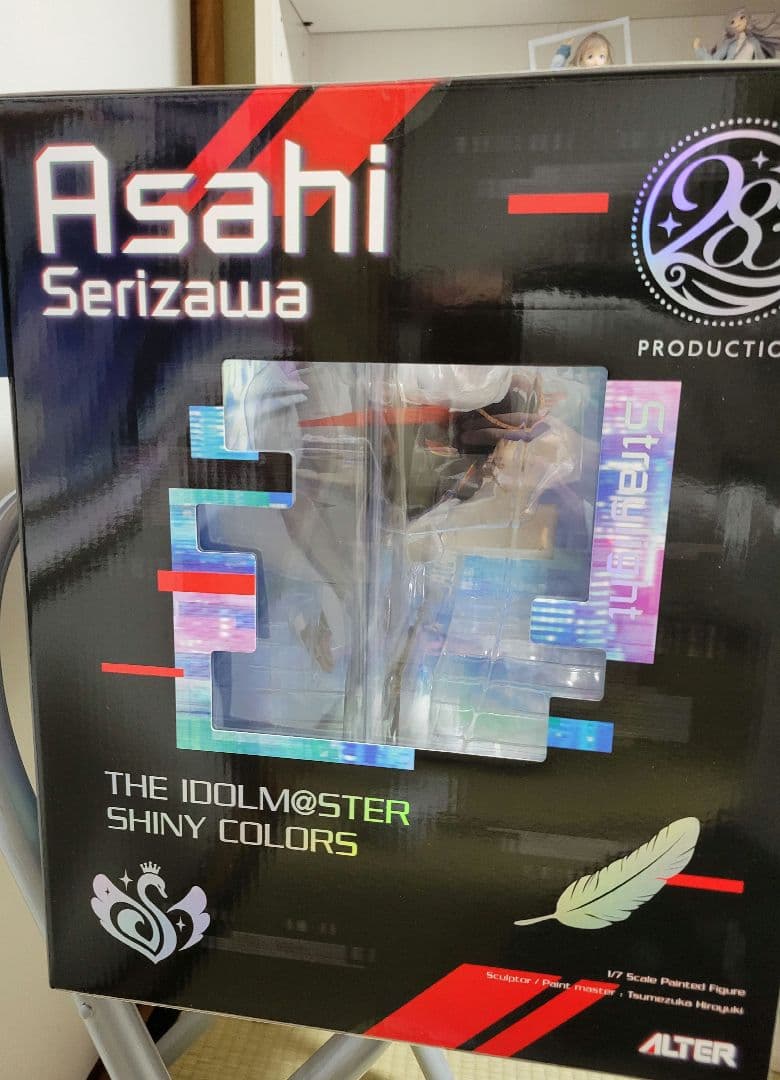 Asahi
Serizawa
283
PRODUCTIO
Straylight
THE IDOLM@STER
SHINY COLORS
1/7 Scale Painted Figure
Sculptor / Paint master : Tsumezuka Hiroyuki
ALTER